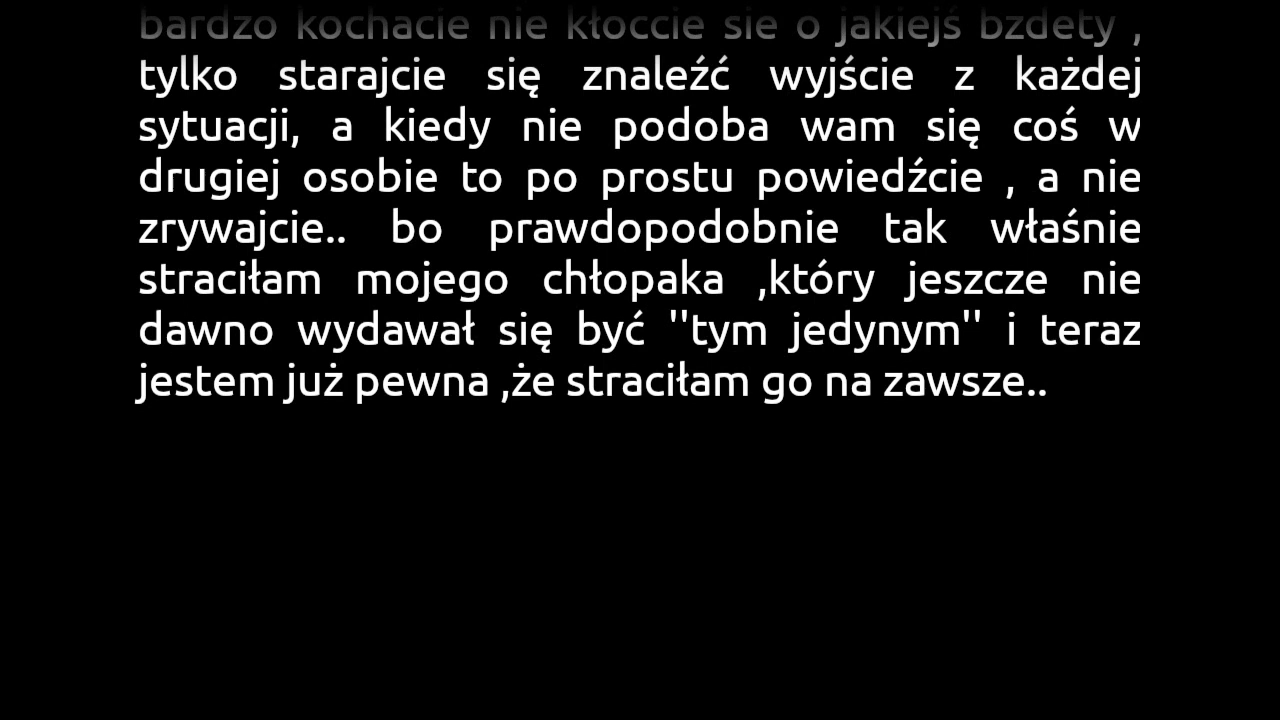 bardzo kochacie nie kłoccie sie o jakiejś bzdety ,
tylko starajcie się znaleźć wyjście z każdej
sytuacji, a kiedy nie podoba wam się coś w
drugiej osobie to po prostu powiedźcie , a nie
zrywajcie.. bo prawdopodobnie tak właśnie
straciłam mojego chłopaka ,który jeszcze nie
dawno wydawał się być ''tym jedynym'' i teraz
jestem już pewna ,że straciłam go na zawsze..